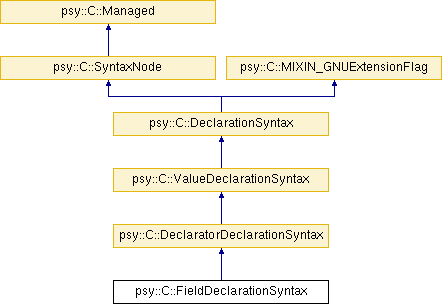 psy::C::Managed
psy::C::SyntaxNode
psy::C::MIXIN_GNUExtensionFlag
psy::C::DeclarationSyntax
psy::C::ValueDeclarationSyntax
psy::C::DeclaratorDeclarationSyntax
psy::C::FieldDeclarationSyntax